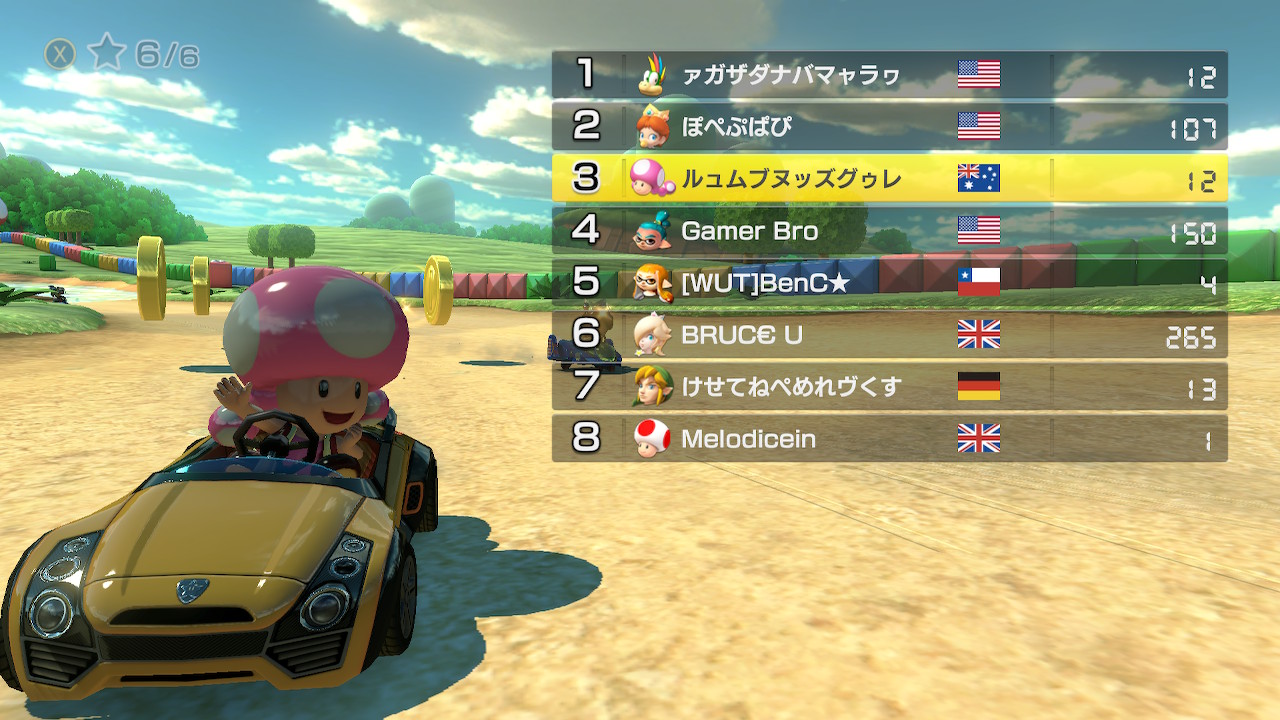 X ☆ 6/6
1 ァガザダナバマャラヮ 12
2 ぽぺぷぱぴ 107
3 ルュムブヌッズグゥレ 12
4 Gamer Bro 150
5 [WUT]BenC★ 4
6 BRUC€ U 265
7 けせてねぺめれヴくす 13
8 Melodicein 1